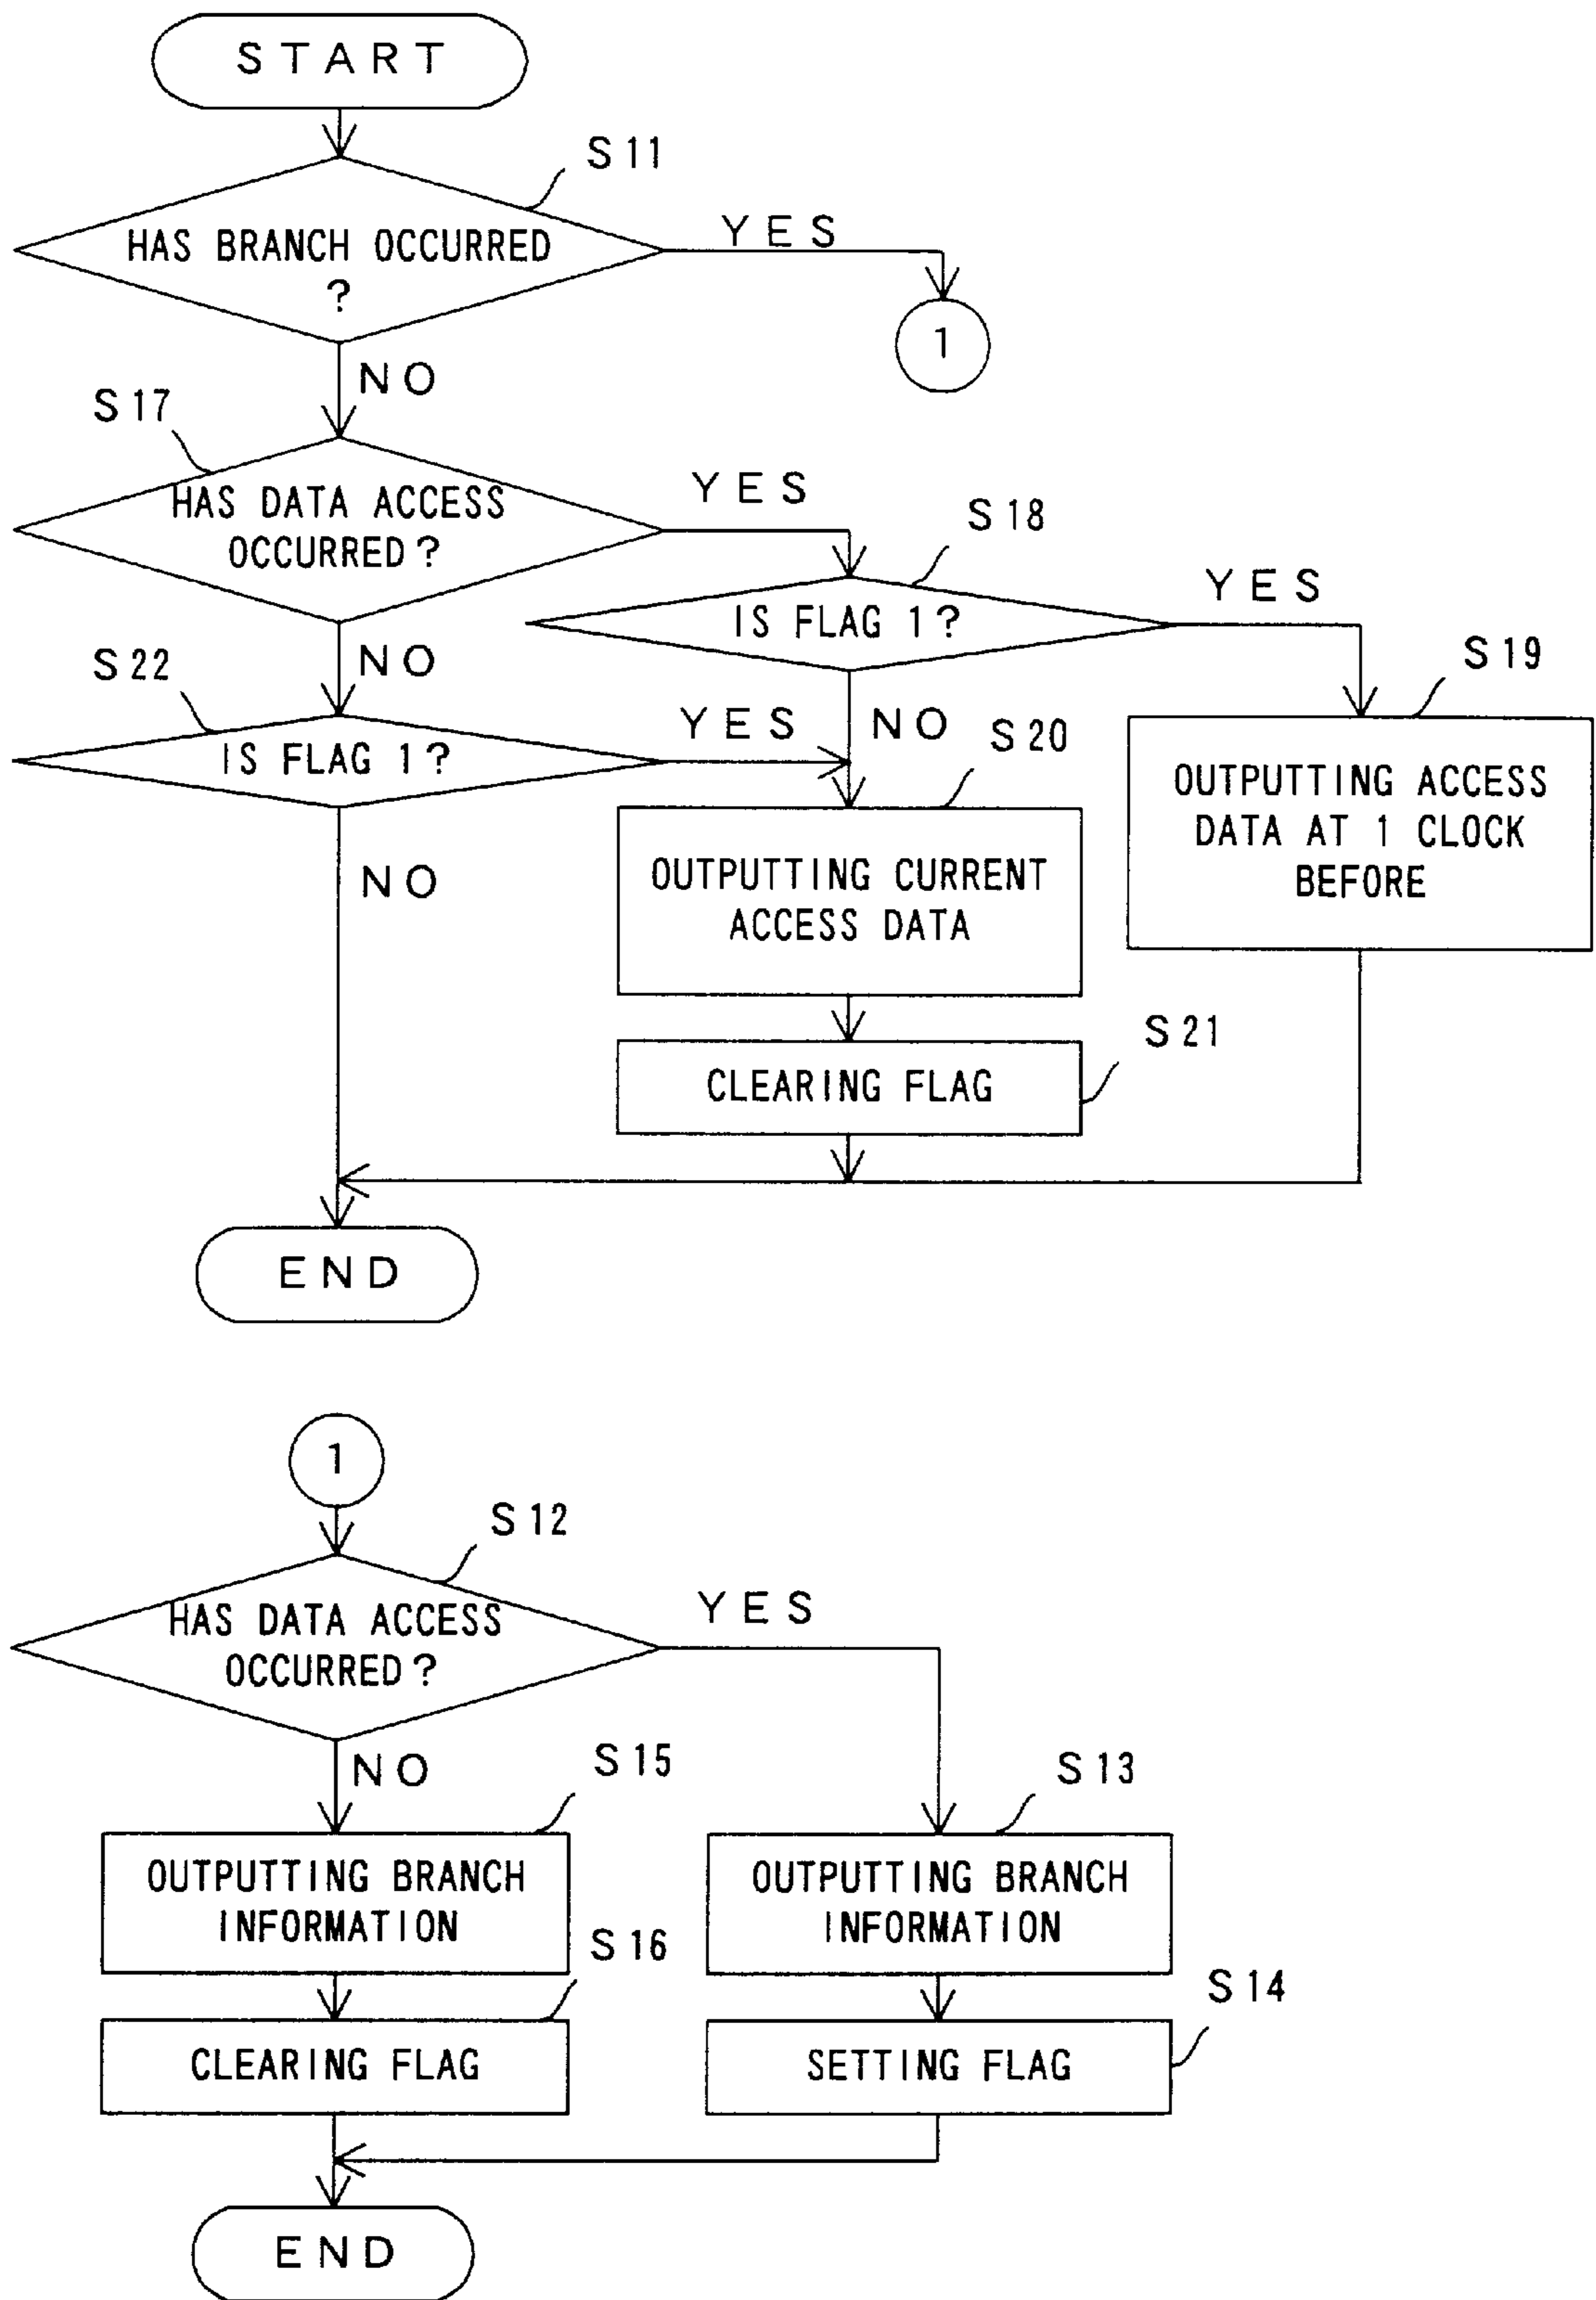 START
S11
HAS BRANCH OCCURRED
?
YES
1
NO
S17
HAS DATA ACCESS
OCCURRED?
YES
S18
IS FLAG 1?
YES
NO
S22
S19
IS FLAG 1?
YES
NO
S20
OUTPUTTING ACCESS
DATA AT 1 CLOCK
BEFORE
NO
OUTPUTTING CURRENT
ACCESS DATA
S21
CLEARING FLAG
END
1
S12
HAS DATA ACCESS
OCCURRED?
YES
NO
S15
S13
OUTPUTTING BRANCH
INFORMATION
OUTPUTTING BRANCH
INFORMATION
S16
S14
CLEARING FLAG
SETTING FLAG
END